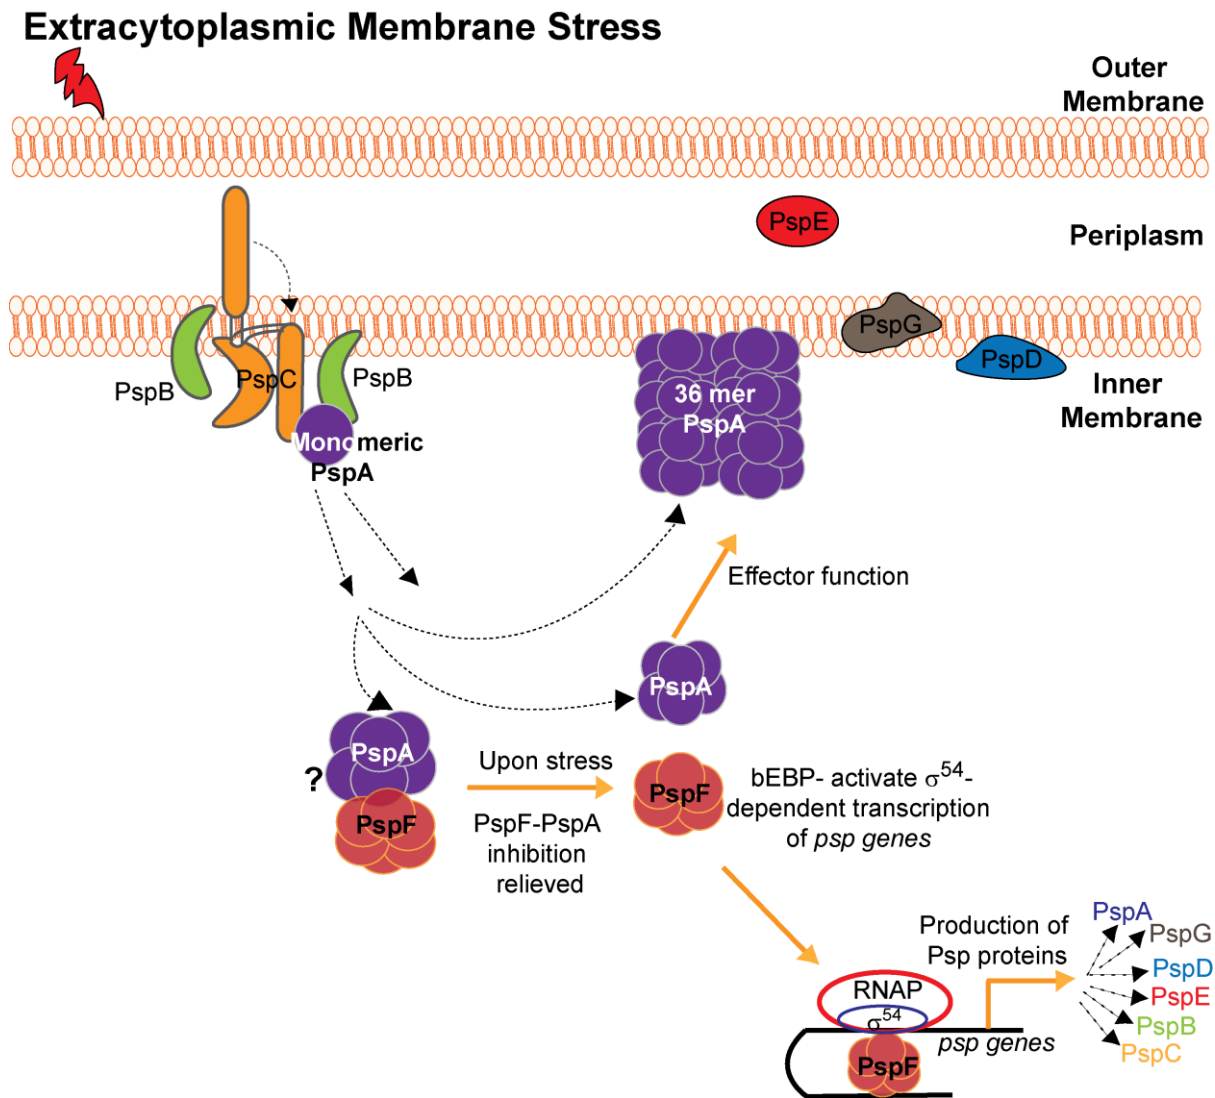 Extracytoplasmic Membrane Stress
Outer
Membrane
PspE
Periplasm
PspG
PspD
PspB
PspC
PspB
Inner
Membrane
36 mer
PspA
Monomeric
PspA
Effector function
PspA
PspA
?
PspF
Upon stress
PspF-PspA
inhibition
relieved
PspF
bEBP- activate σ54-
dependent transcription
of psp genes
Production of
Psp proteins
PspA
PspG
PspD
PspE
PspB
PspC
RNAP
σ54
psp genes
PspF